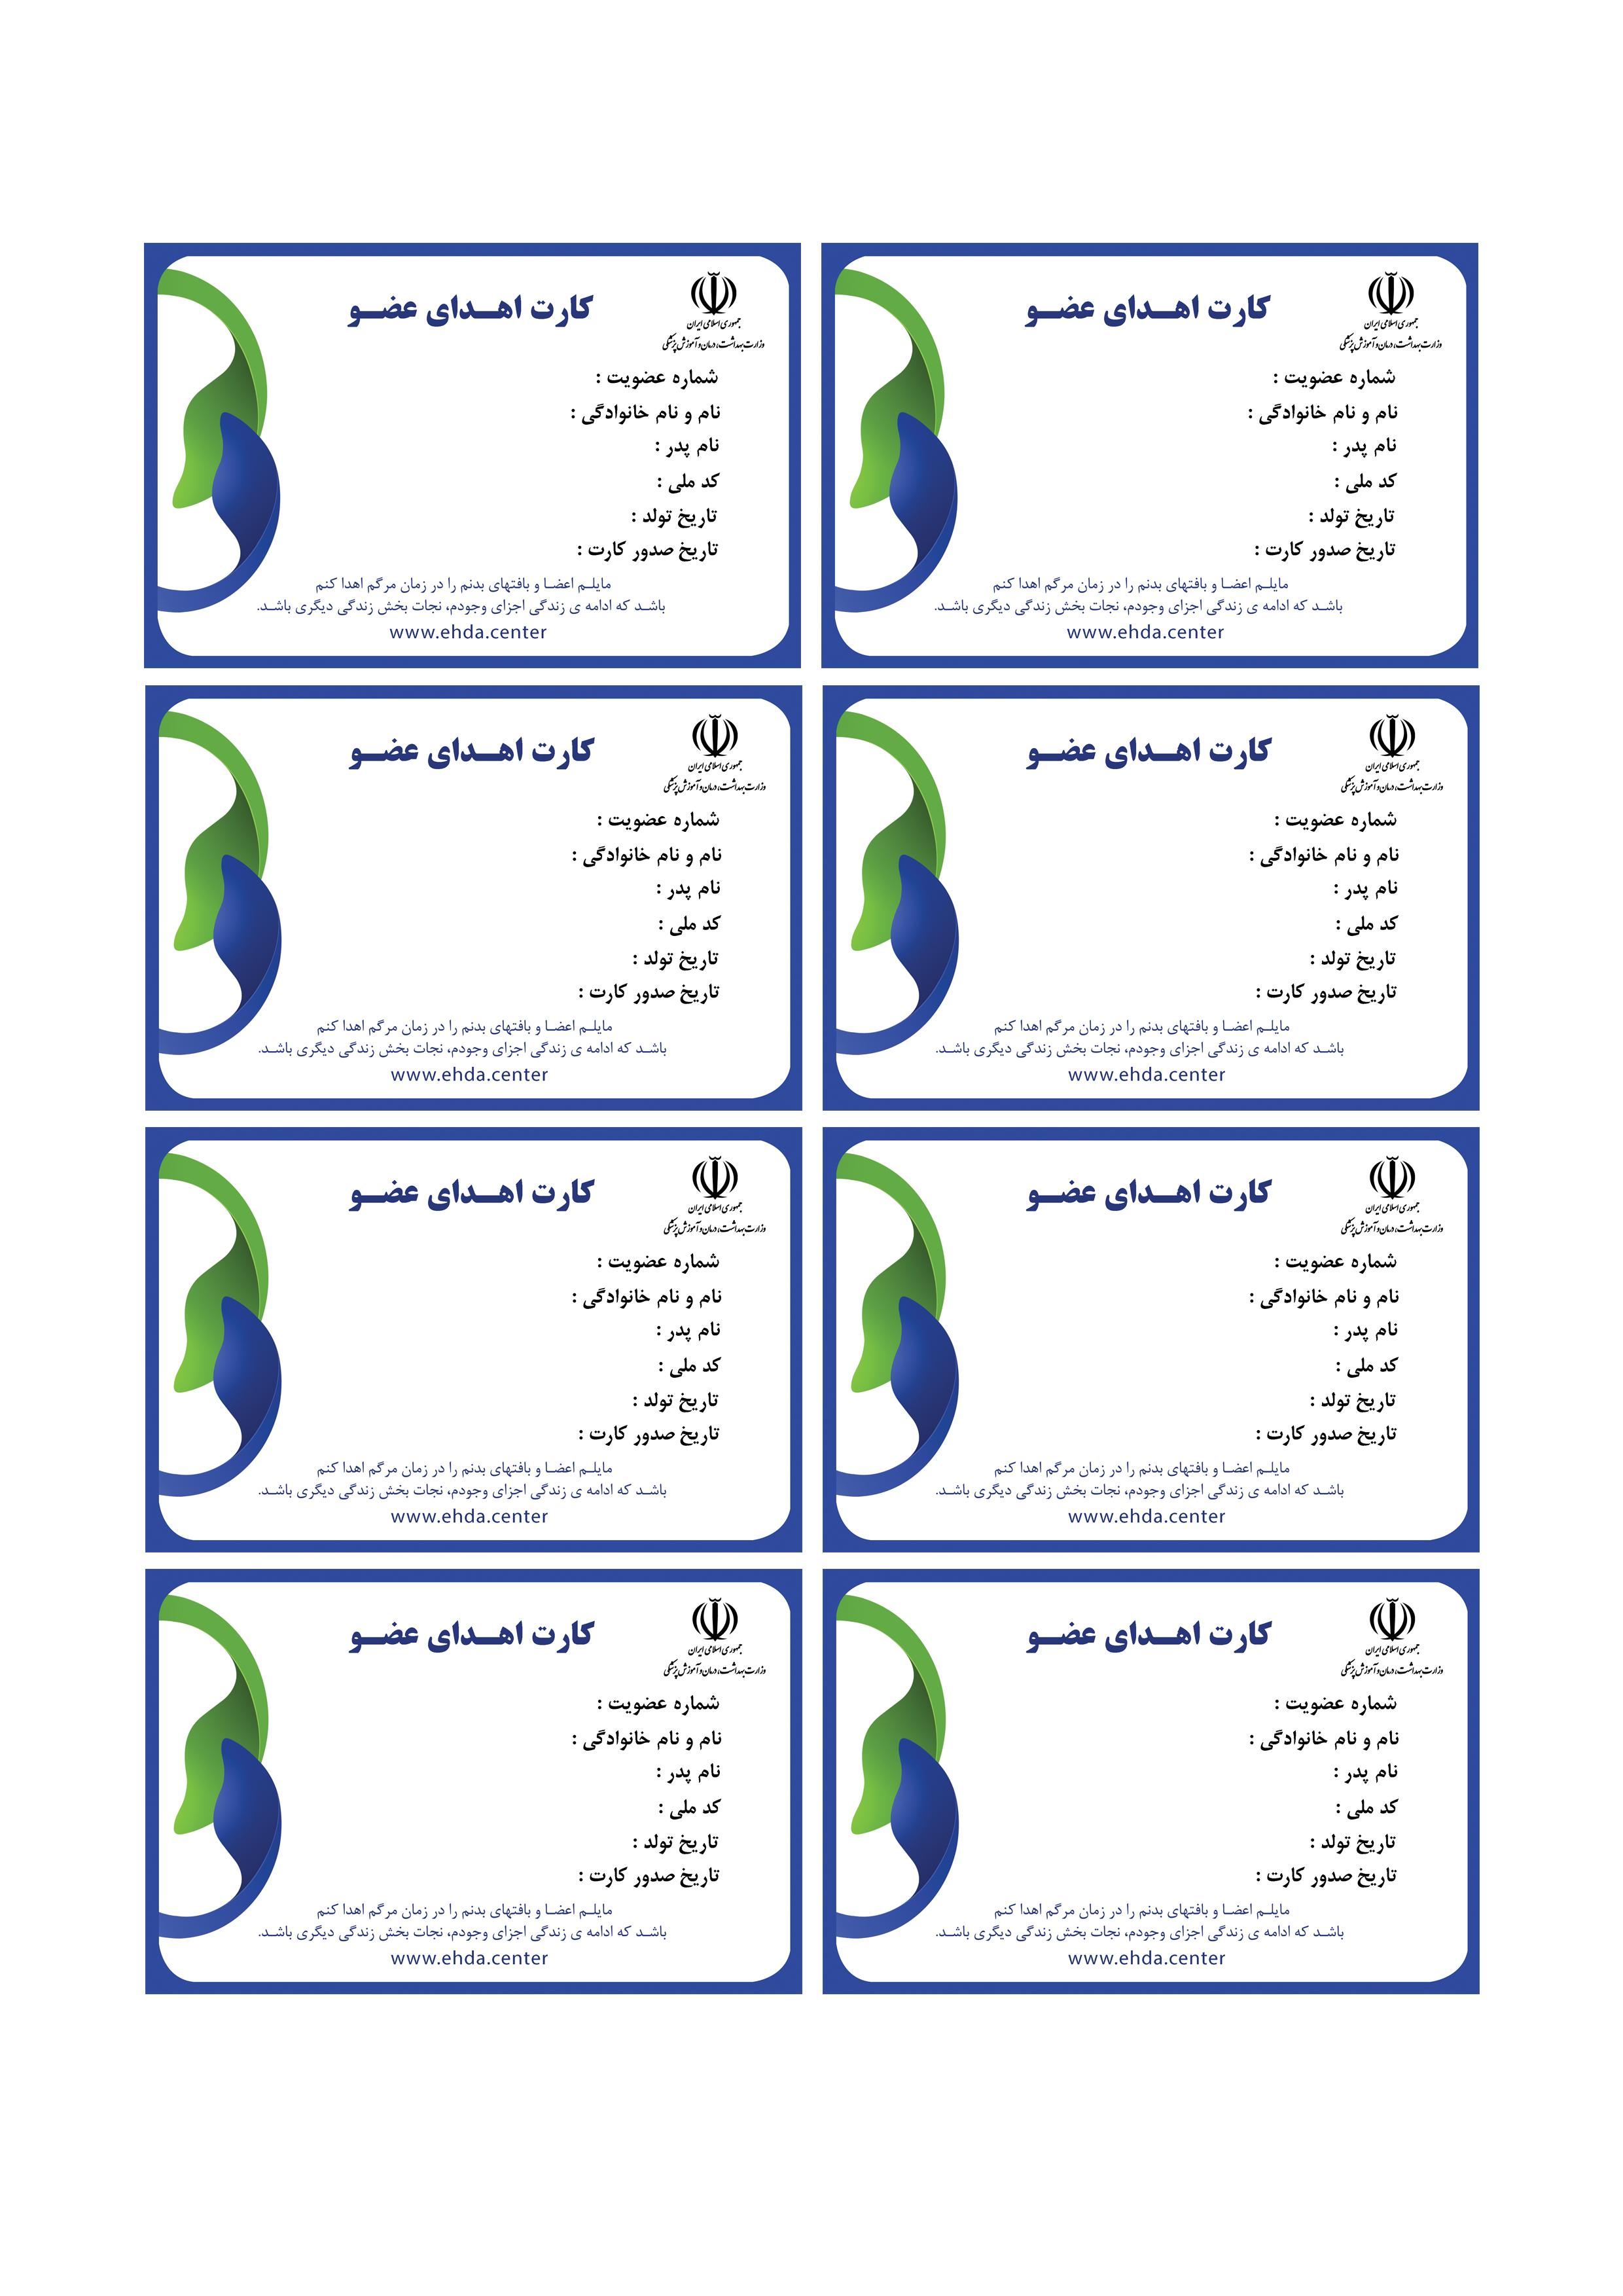 کارت اهـدای عضـو
جمهوری اسلامی ایران
وزارت بهداشت، درمان و آموزش پزشکی
شماره عضویت :
نام و نام خانوادگی :
نام پدر :
کد ملی :
تاریخ تولد :
تاریخ صدور کارت :
مایلـم اعضـا و بافتهای بدنم را در زمان مرگم اهدا کنم
باشـد که ادامه ی زندگی اجزای وجودم، نجات بخش زندگی دیگری باشـد.
www.ehda.center
کارت اهـدای عضـو
جمهوری اسلامی ایران
وزارت بهداشت، درمان و آموزش پزشکی
شماره عضویت :
نام و نام خانوادگی :
نام پدر :
کد ملی :
تاریخ تولد :
تاریخ صدور کارت :
مایلـم اعضـا و بافتهای بدنم را در زمان مرگم اهدا کنم
باشـد که ادامه ی زندگی اجزای وجودم، نجات بخش زندگی دیگری باشـد.
www.ehda.center
کارت اهـدای عضـو
جمهوری اسلامی ایران
وزارت بهداشت، درمان و آموزش پزشکی
شماره عضویت :
نام و نام خانوادگی :
نام پدر :
کد ملی :
تاریخ تولد :
تاریخ صدور کارت :
مایلـم اعضـا و بافتهای بدنم را در زمان مرگم اهدا کنم
باشـد که ادامه ی زندگی اجزای وجودم، نجات بخش زندگی دیگری باشـد.
www.ehda.center
کارت اهـدای عضـو
جمهوری اسلامی ایران
وزارت بهداشت، درمان و آموزش پزشکی
شماره عضویت :
نام و نام خانوادگی :
نام پدر :
کد ملی :
تاریخ تولد :
تاریخ صدور کارت :
مایلـم اعضـا و بافتهای بدنم را در زمان مرگم اهدا کنم
باشـد که ادامه ی زندگی اجزای وجودم، نجات بخش زندگی دیگری باشـد.
www.ehda.center
کارت اهـدای عضـو
جمهوری اسلامی ایران
وزارت بهداشت، درمان و آموزش پزشکی
شماره عضویت :
نام و نام خانوادگی :
نام پدر :
کد ملی :
تاریخ تولد :
تاریخ صدور کارت :
مایلـم اعضـا و بافتهای بدنم را در زمان مرگم اهدا کنم
باشـد که ادامه ی زندگی اجزای وجودم، نجات بخش زندگی دیگری باشـد.
www.ehda.center
کارت اهـدای عضـو
جمهوری اسلامی ایران
وزارت بهداشت، درمان و آموزش پزشکی
شماره عضویت :
نام و نام خانوادگی :
نام پدر :
کد ملی :
تاریخ تولد :
تاریخ صدور کارت :
مایلـم اعضـا و بافتهای بدنم را در زمان مرگم اهدا کنم
باشـد که ادامه ی زندگی اجزای وجودم، نجات بخش زندگی دیگری باشـد.
www.ehda.center
کارت اهـدای عضـو
جمهوری اسلامی ایران
وزارت بهداشت، درمان و آموزش پزشکی
شماره عضویت :
نام و نام خانوادگی :
نام پدر :
کد ملی :
تاریخ تولد :
تاریخ صدور کارت :
مایلـم اعضـا و بافتهای بدنم را در زمان مرگم اهدا کنم
باشـد که ادامه ی زندگی اجزای وجودم، نجات بخش زندگی دیگری باشـد.
www.ehda.center
کارت اهـدای عضـو
جمهوری اسلامی ایران
وزارت بهداشت، درمان و آموزش پزشکی
شماره عضویت :
نام و نام خانوادگی :
نام پدر :
کد ملی :
تاریخ تولد :
تاریخ صدور کارت :
مایلـم اعضـا و بافتهای بدنم را در زمان مرگم اهدا کنم
باشـد که ادامه ی زندگی اجزای وجودم، نجات بخش زندگی دیگری باشـد.
www.ehda.center